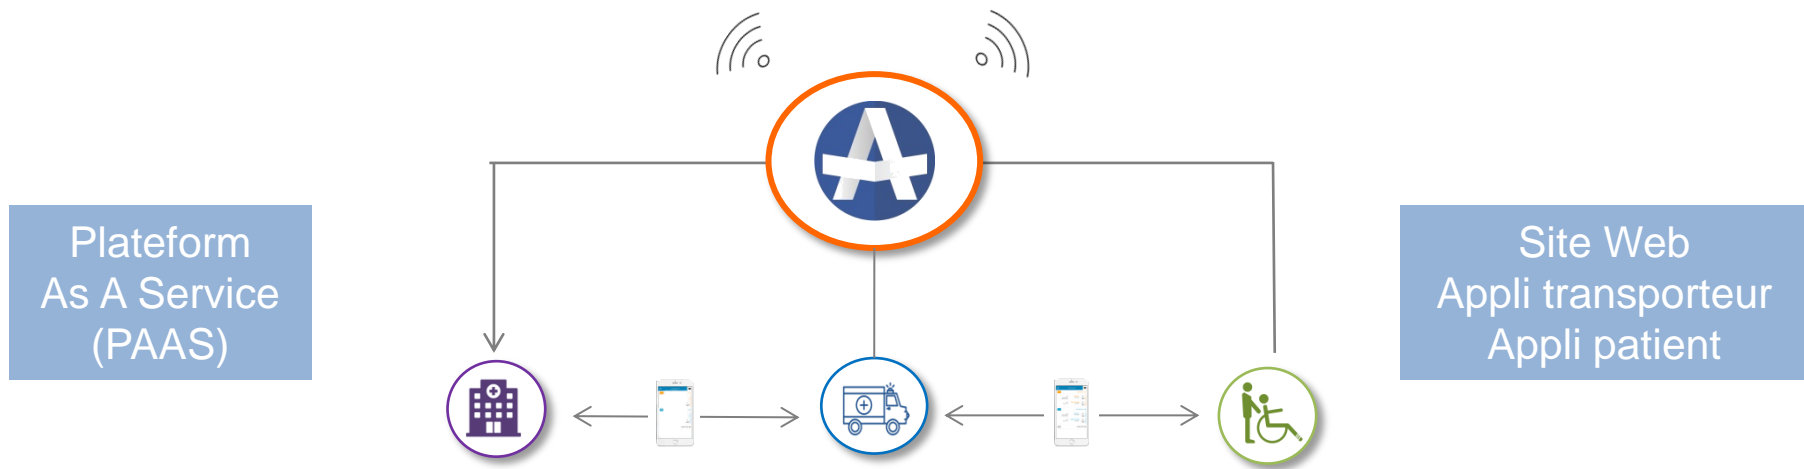 Plateform
As A Service
(PAAS)
Site Web
Appli transporteur
Appli patient